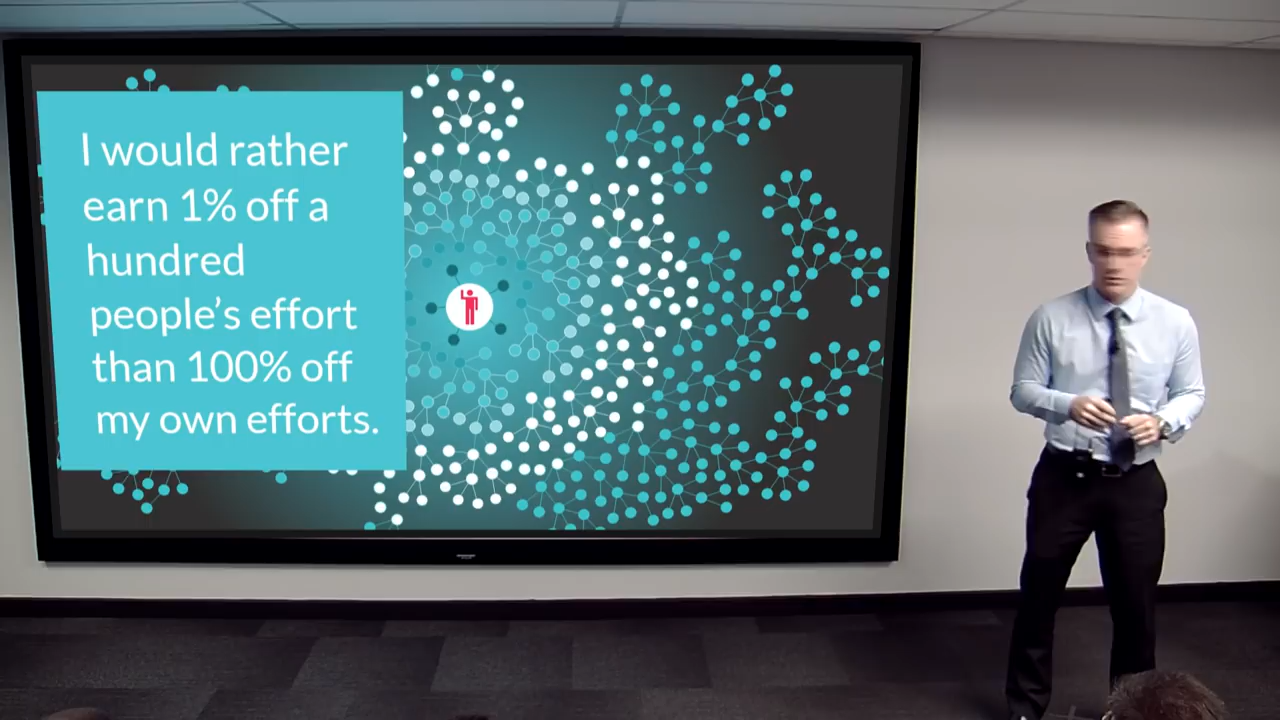 I would rather
earn 1% off a
hundred
people's effort
than 100% off
my own efforts.